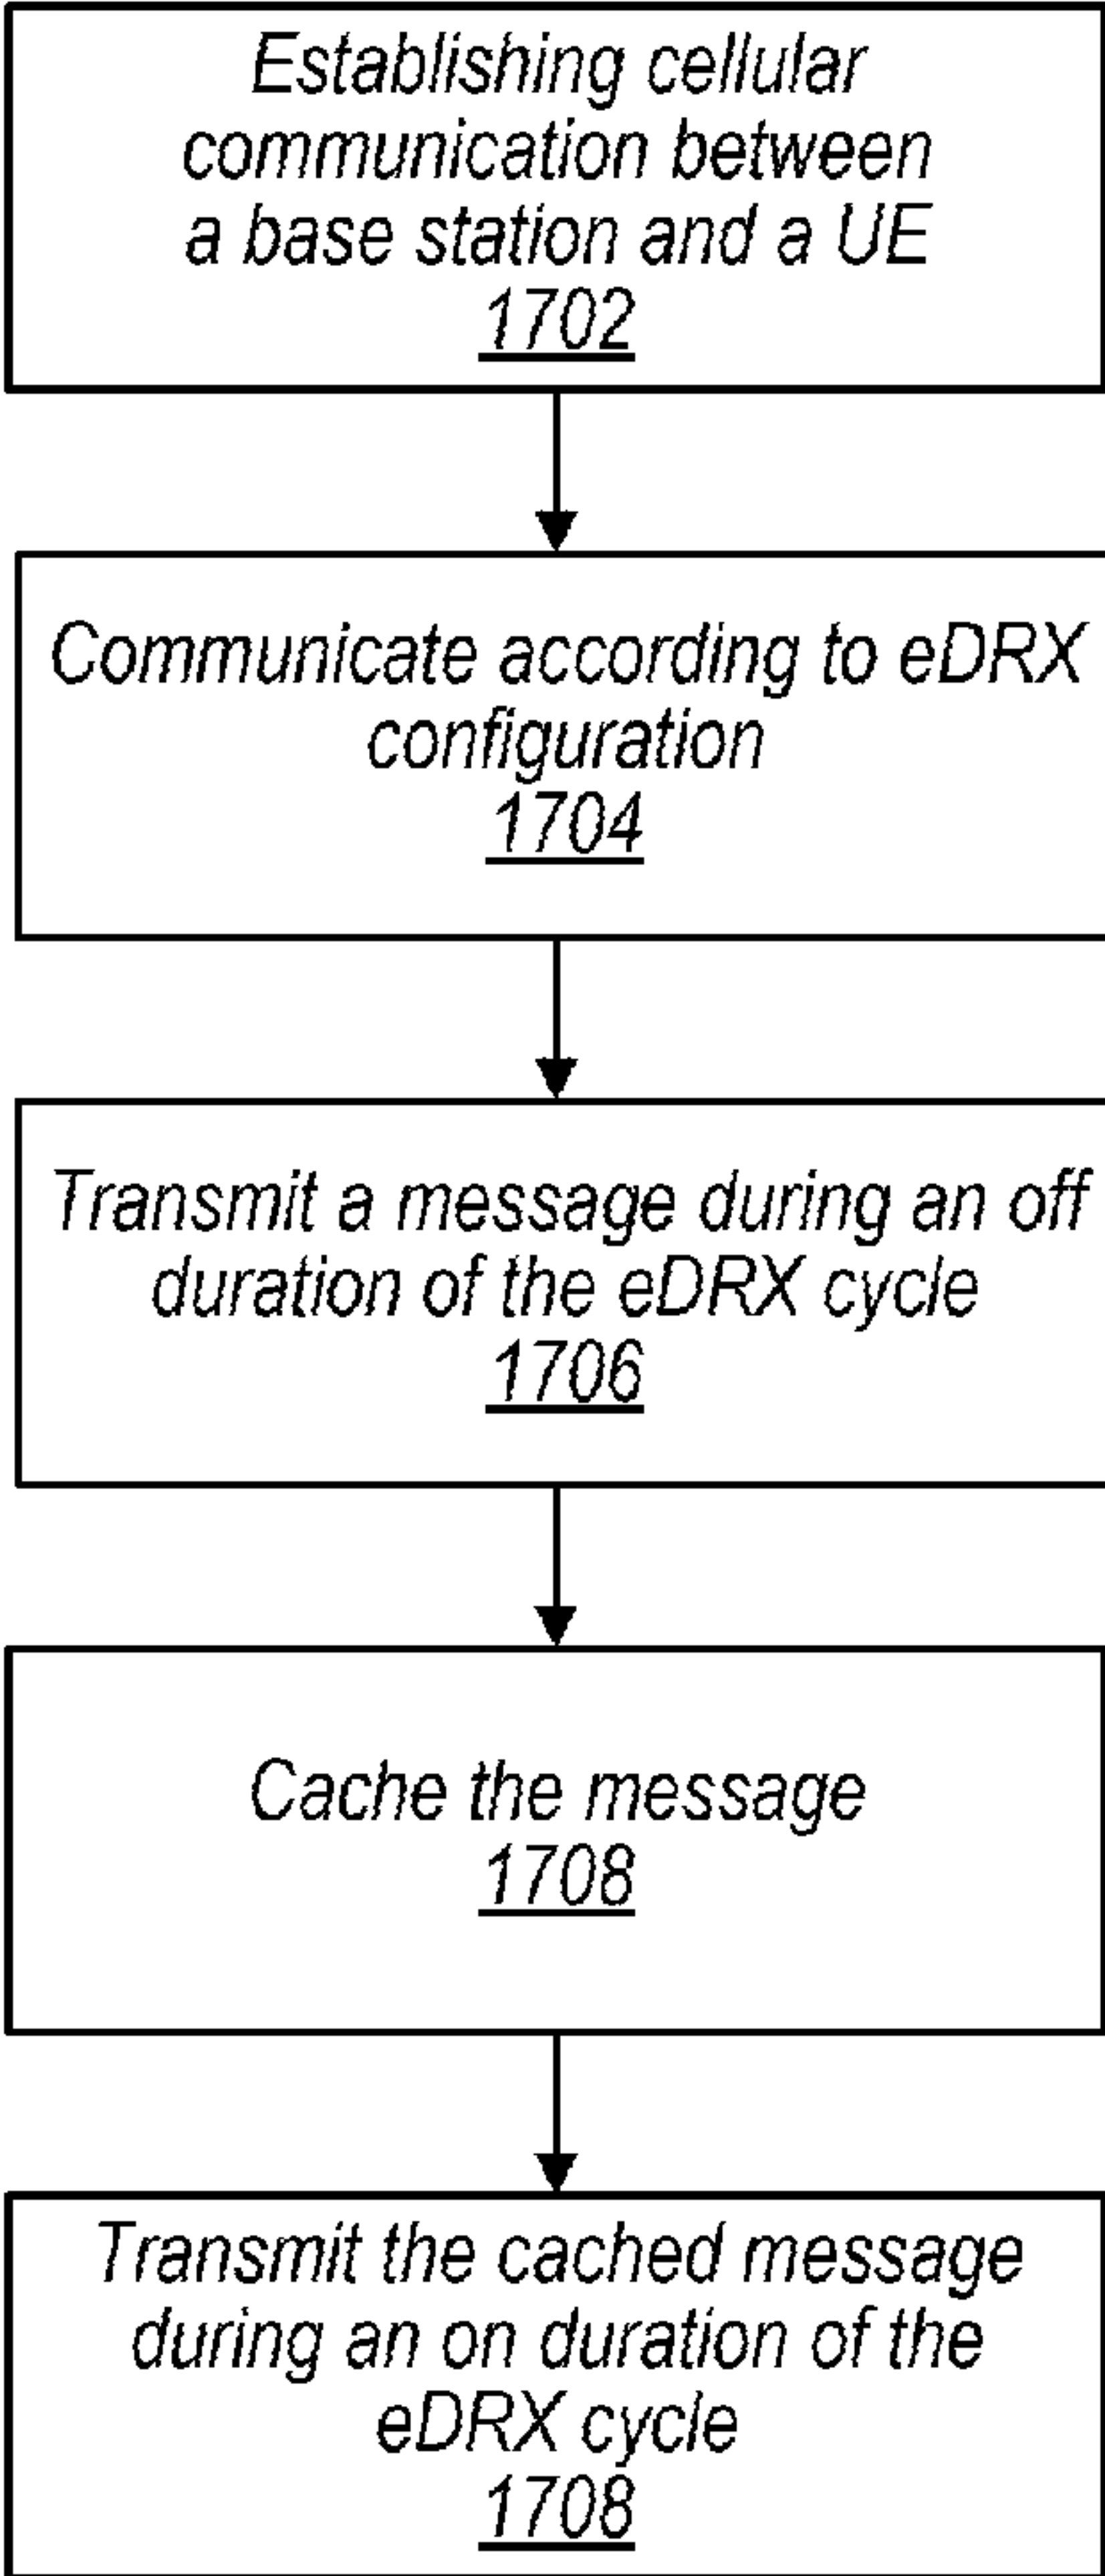 Establishing cellular
communication between
a base station and a UE
1702
Communicate according to eDRX
configuration
1704
Transmit a message during an off
duration of the eDRX cycle
1706
Cache the message
1708
Transmit the cached message
during an on duration of the
eDRX cycle
1708